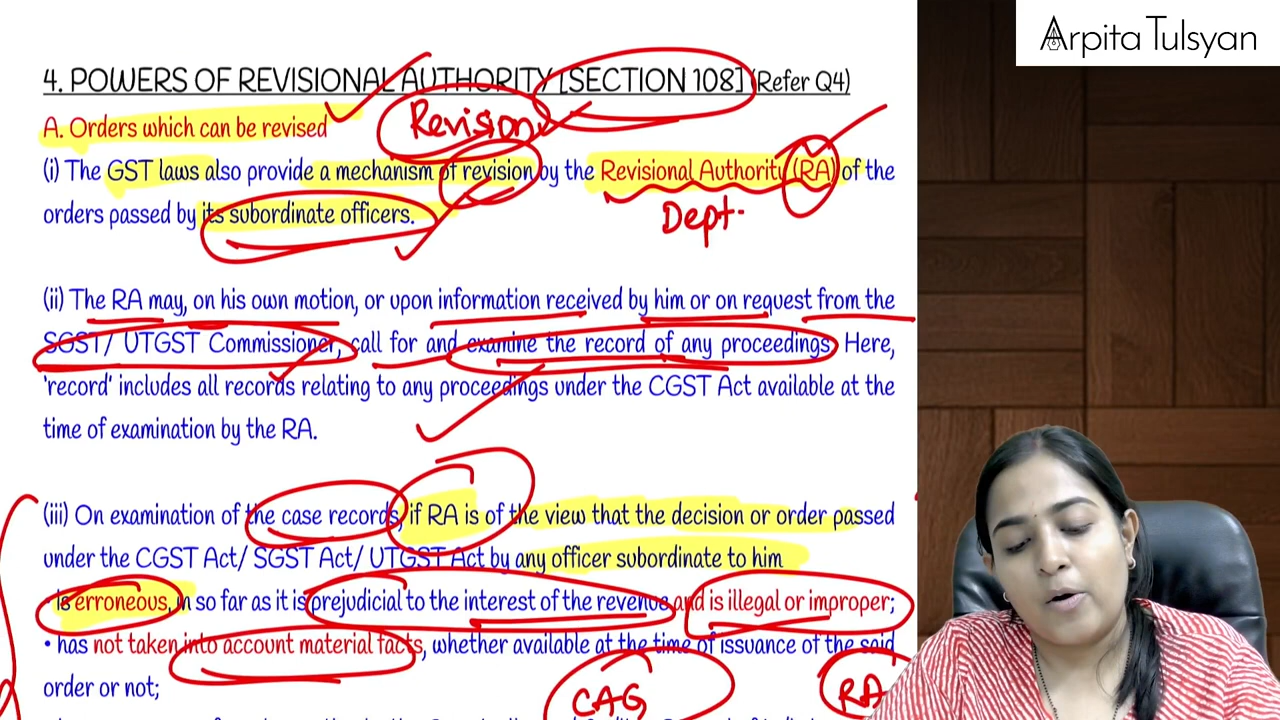 Arpita Tulsyan
4. POWERS OF REVISIONAL AUTHORITY [SECTION 108] (Refer Q4)
A. Orders which can be revised
Revision
(i) The GST laws also provide a mechanism of revision by the Revisional Authority (RA) of the
orders passed by its subordinate officers.
Dept.
(ii) The RA may, on his own motion, or upon information received by him or on request from the
SGST/ UTGST Commissioner, call for and examine the record of any proceedings. Here,
'record' includes all records relating to any proceedings under the CGST Act available at the
time of examination by the RA.
(iii) On examination of the case records, if RA is of the view that the decision or order passed
under the CGST Act/ SGST Act/ UTGST Act by any officer subordinate to him
• is erroneous, in so far as it is prejudicial to the interest of the revenue and is illegal or improper;
• has not taken into account material facts, whether available at the time of issuance of the said
order or not;
CAG
RA